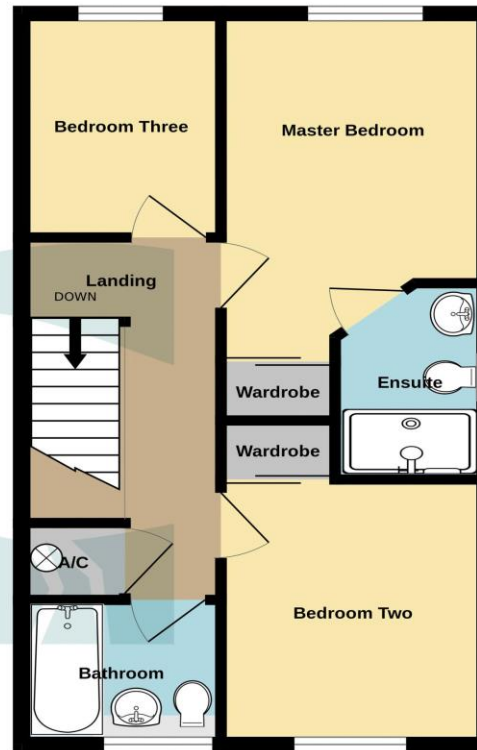 Bedroom Three
Master Bedroom
Landing
DOWN
Ensuite
Wardrobe
Wardrobe
A/C
Bedroom Two
Bathroom